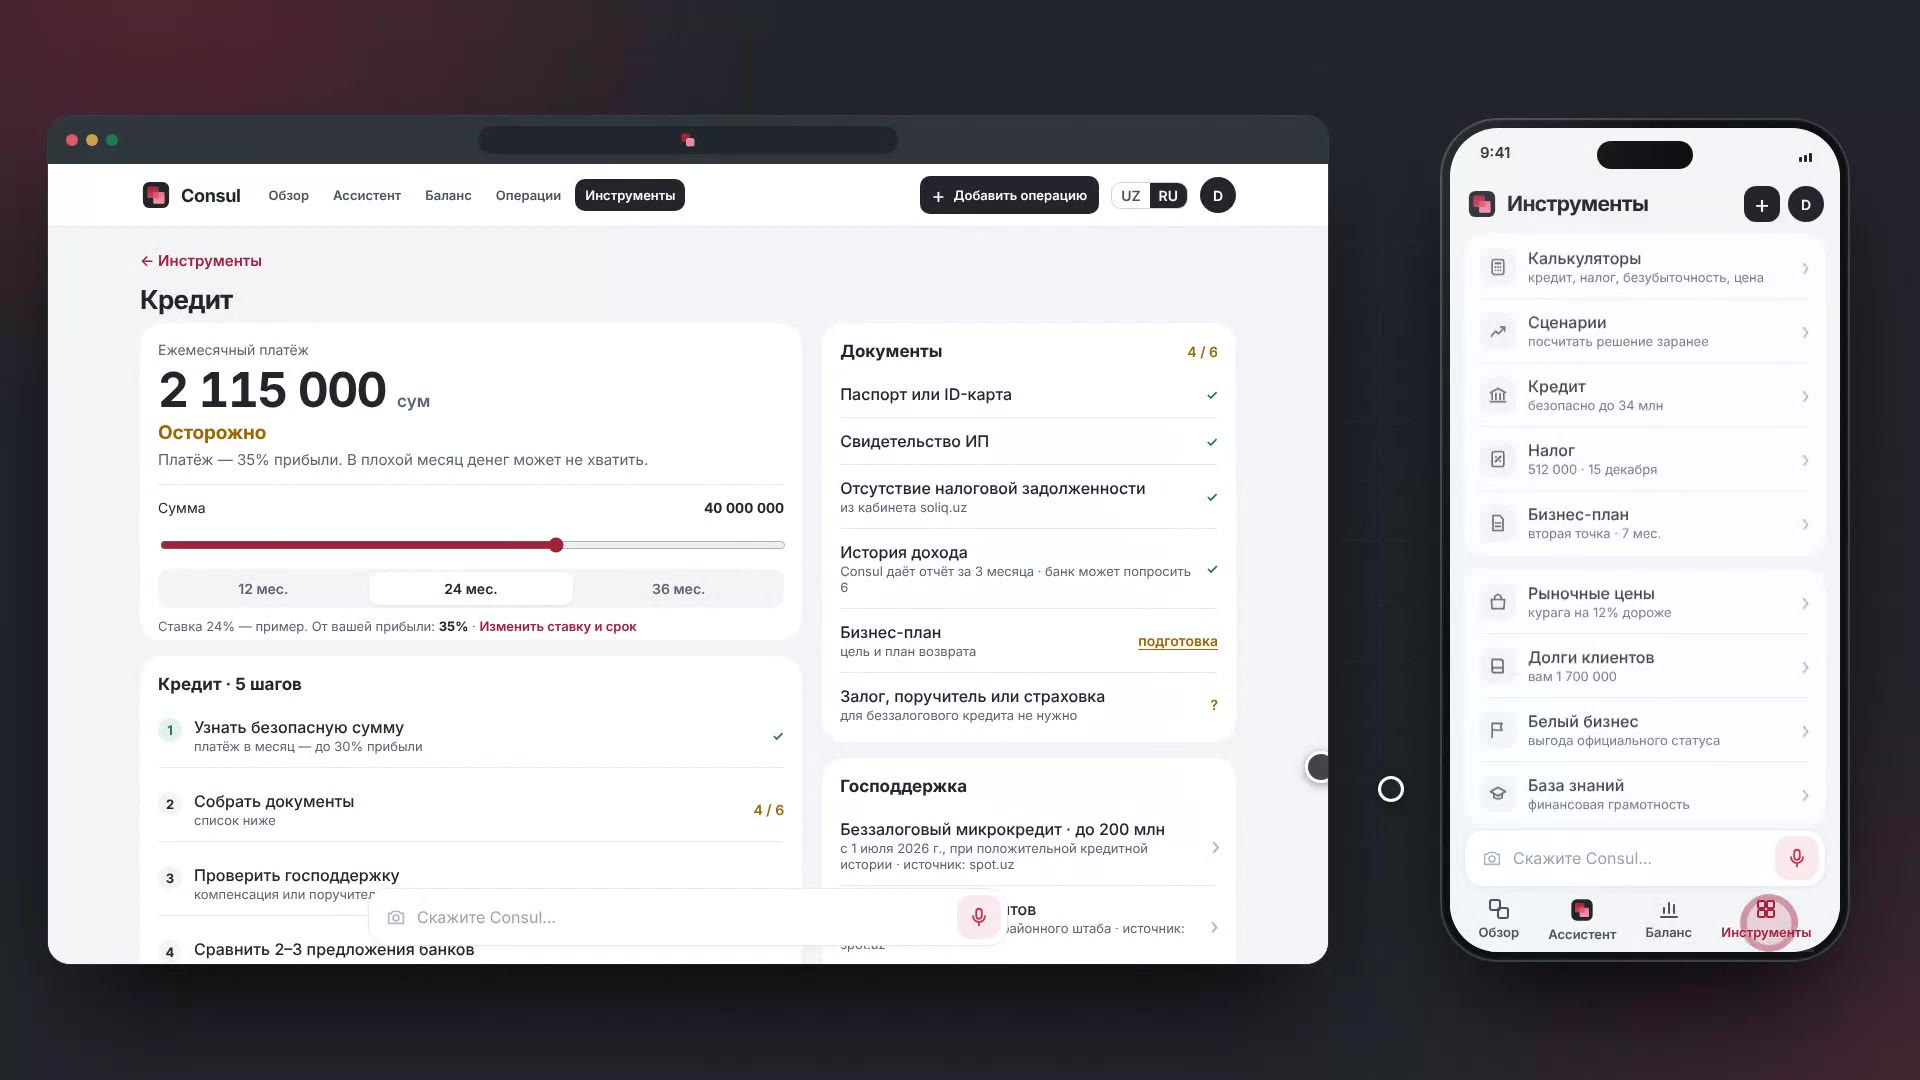 Consul
Обзор
Ассистент
Баланс
Операции
Инструменты
+ Добавить операцию
UZ RU
D
← Инструменты
Кредит
Ежемесячный платёж
2 115 000 сум
Осторожно
Платёж — 35% прибыли. В плохой месяц денег может не хватить.
Сумма 40 000 000
12 мес. 24 мес. 36 мес.
Ставка 24% — пример. От вашей прибыли: 35% · Изменить ставку и срок
Кредит · 5 шагов
1 Узнать безопасную сумму
платёж в месяц — до 30% прибыли
2 Собрать документы 4 / 6
список ниже
3 Проверить господдержку
компенсация или
4 Сравнить 2–3 предложения банков
Документы 4 / 6
Паспорт или ID-карта
Свидетельство ИП
Отсутствие налоговой задолженности
из кабинета soliq.uz
История дохода
Consul даёт отчёт за 3 месяца · банк может попросить
6
Бизнес-план подготовка
цель и план возврата
Залог, поручитель или страховка ?
для беззалогового кредита не нужно
Господдержка
Беззалоговый микрокредит · до 200 млн
с 1 июля 2026 г., при положительной кредитной
истории · источник: spot.uz
штаба · источник:
spot.uz
Скажите Consul...
9:41
Инструменты
+
D
Калькуляторы
кредит, налог, безубыточность, цена
Сценарии
посчитать решение заранее
Кредит
безопасно до 34 млн
Налог
512 000 · 15 декабря
Бизнес-план
вторая точка · 7 мес.
Рыночные цены
курага на 12% дороже
Долги клиентов
вам 1 700 000
Белый бизнес
выгода официального статуса
База знаний
финансовая грамотность
Скажите Consul...
Обзор
Ассистент
Баланс
Инструменты